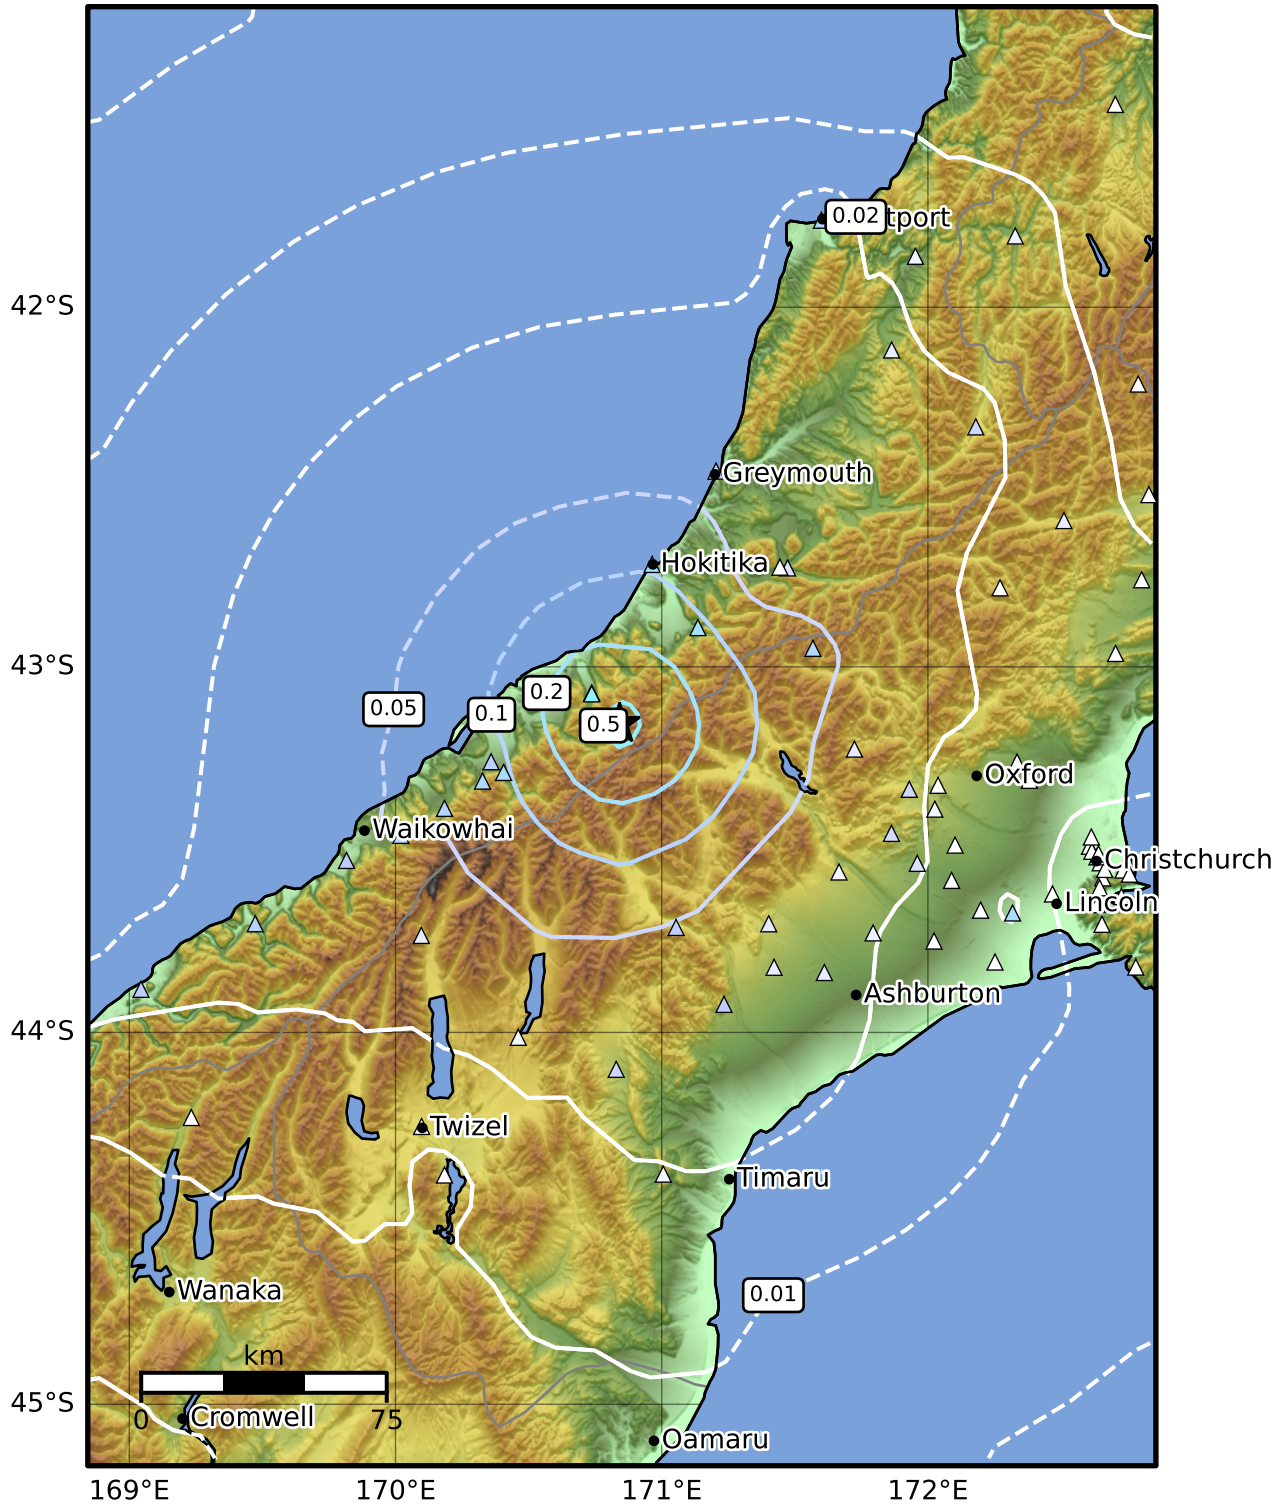 0.02
tport
42°S
Greymouth
Hokitika
43°S
0.2
0.05
0.1
0.5
Oxford
Waikowhai
Christchurch
Lincoln
Ashburton
44°S
Twizel
Timaru
Wanaka
0.01
km
45°S
0
75
Cromwell
Oamaru
169°E
170°E
171°E
172°E